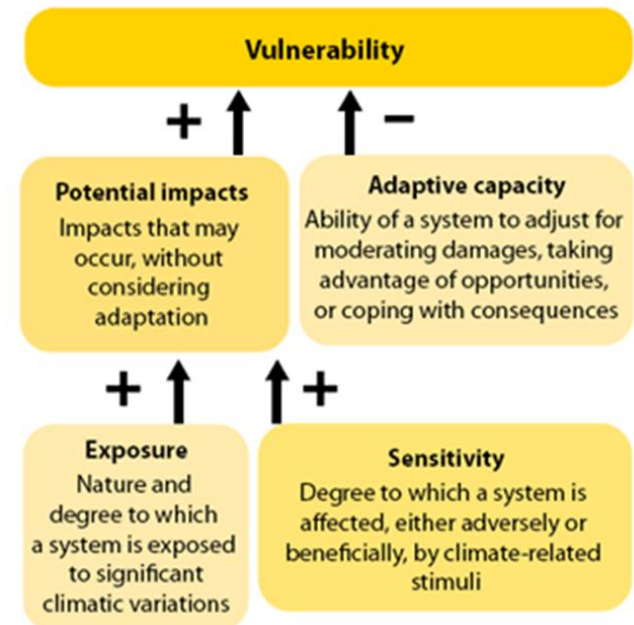 Vulnerability
+ −
Potential impacts
Impacts that may
occur, without
considering
adaptation
Adaptive capacity
Ability of a system to adjust for
moderating damages, taking
advantage of opportunities,
or coping with consequences
+ +
Exposure
Nature and
degree to which
a system is exposed
to significant
climatic variations
Sensitivity
Degree to which a system is
affected, either adversely or
beneficially, by climate-related
stimuli